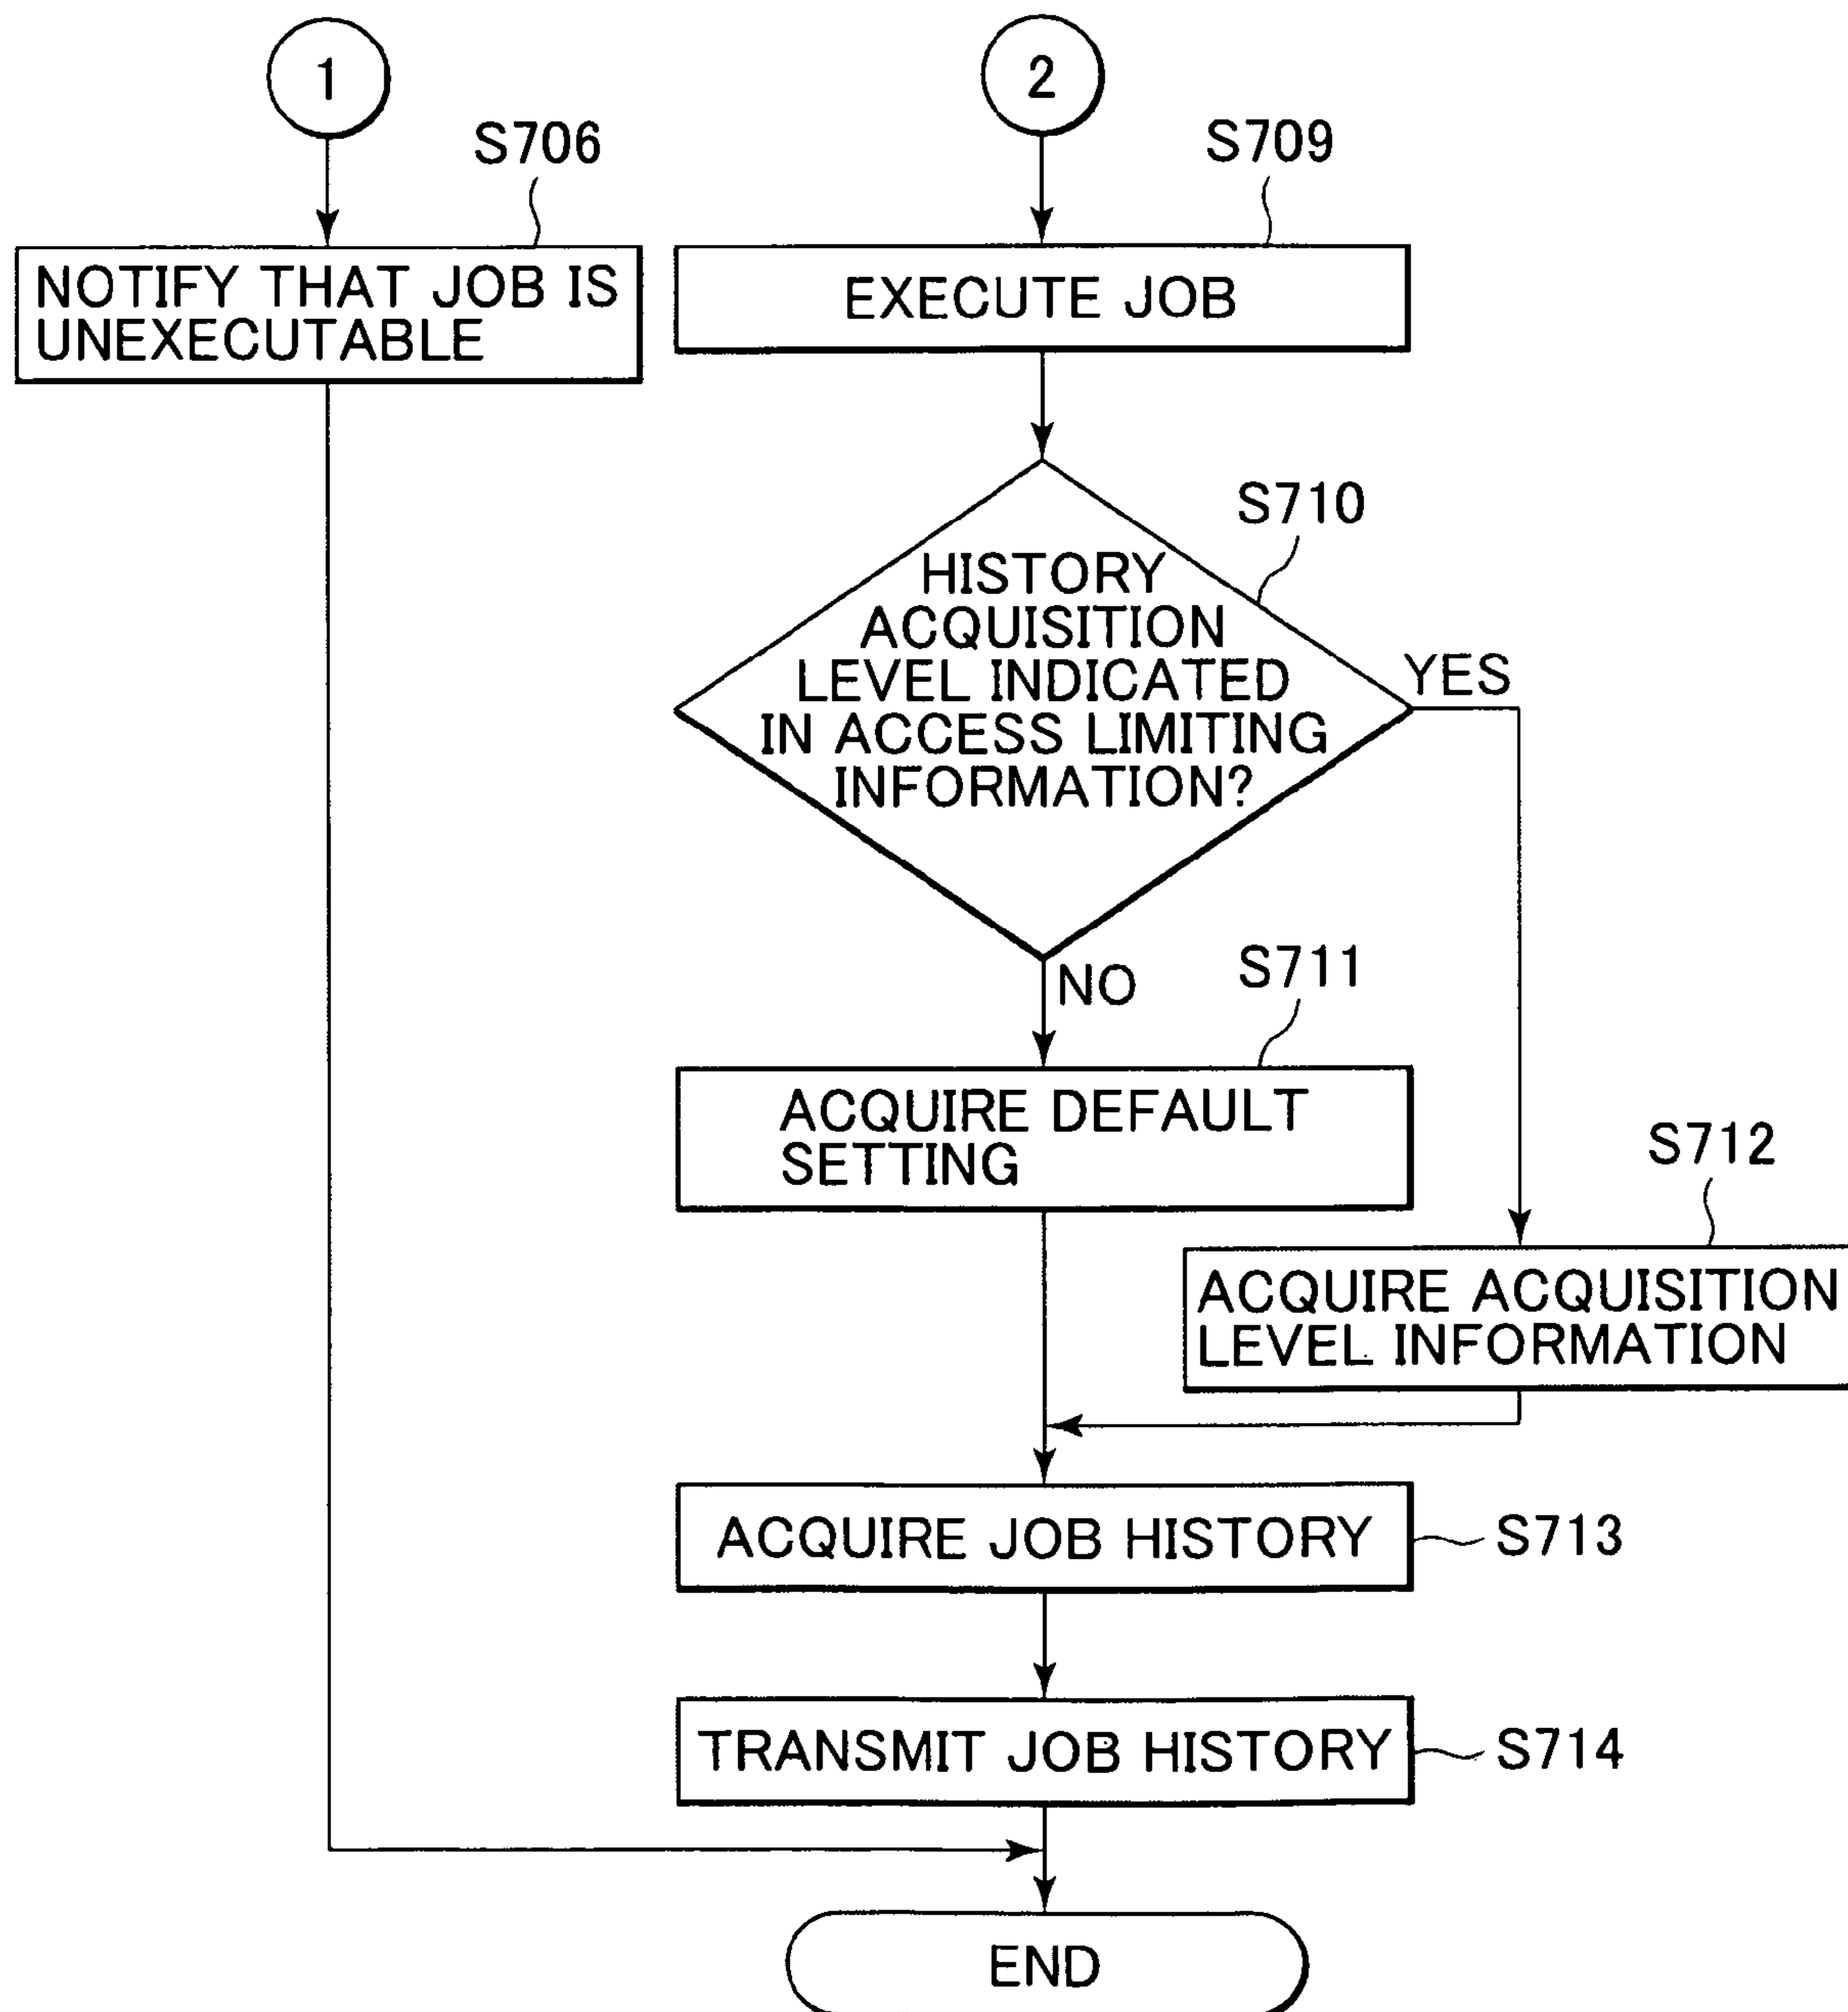 1
2
S706
S709
NOTIFY THAT JOB IS
UNEXECUTABLE
EXECUTE JOB
S710
HISTORY
ACQUISITION
LEVEL INDICATED
IN ACCESS LIMITING
INFORMATION?
YES
NO
S711
ACQUIRE DEFAULT
SETTING
S712
ACQUIRE ACQUISITION
LEVEL INFORMATION
ACQUIRE JOB HISTORY
S713
TRANSMIT JOB HISTORY
S714
END